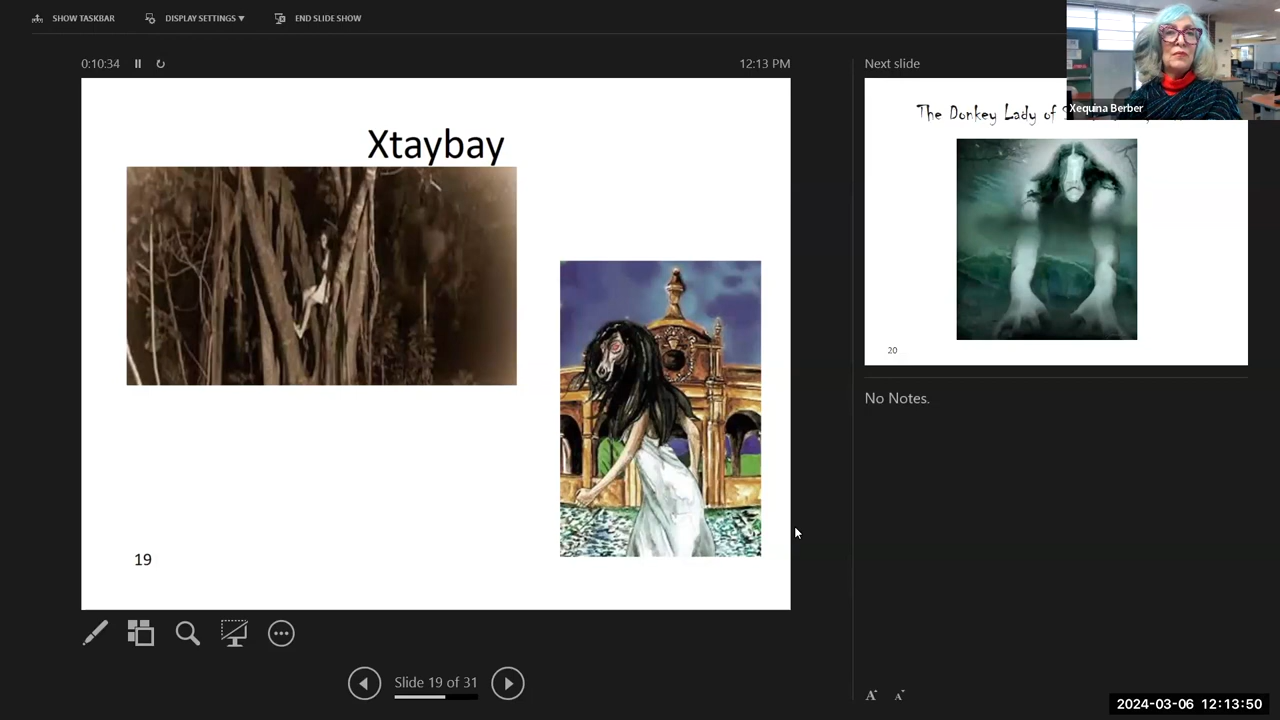 SHOW TASKBAR
DISPLAY SETTINGS ▼
END SLIDE SHOW
0:10:34
12:13 PM
Next slide
Xtaybay
19
The Donkey Lady of
20
Xequina Berber
No Notes.
Slide 19 of 31
A
A
2024-03-06 12:13:50